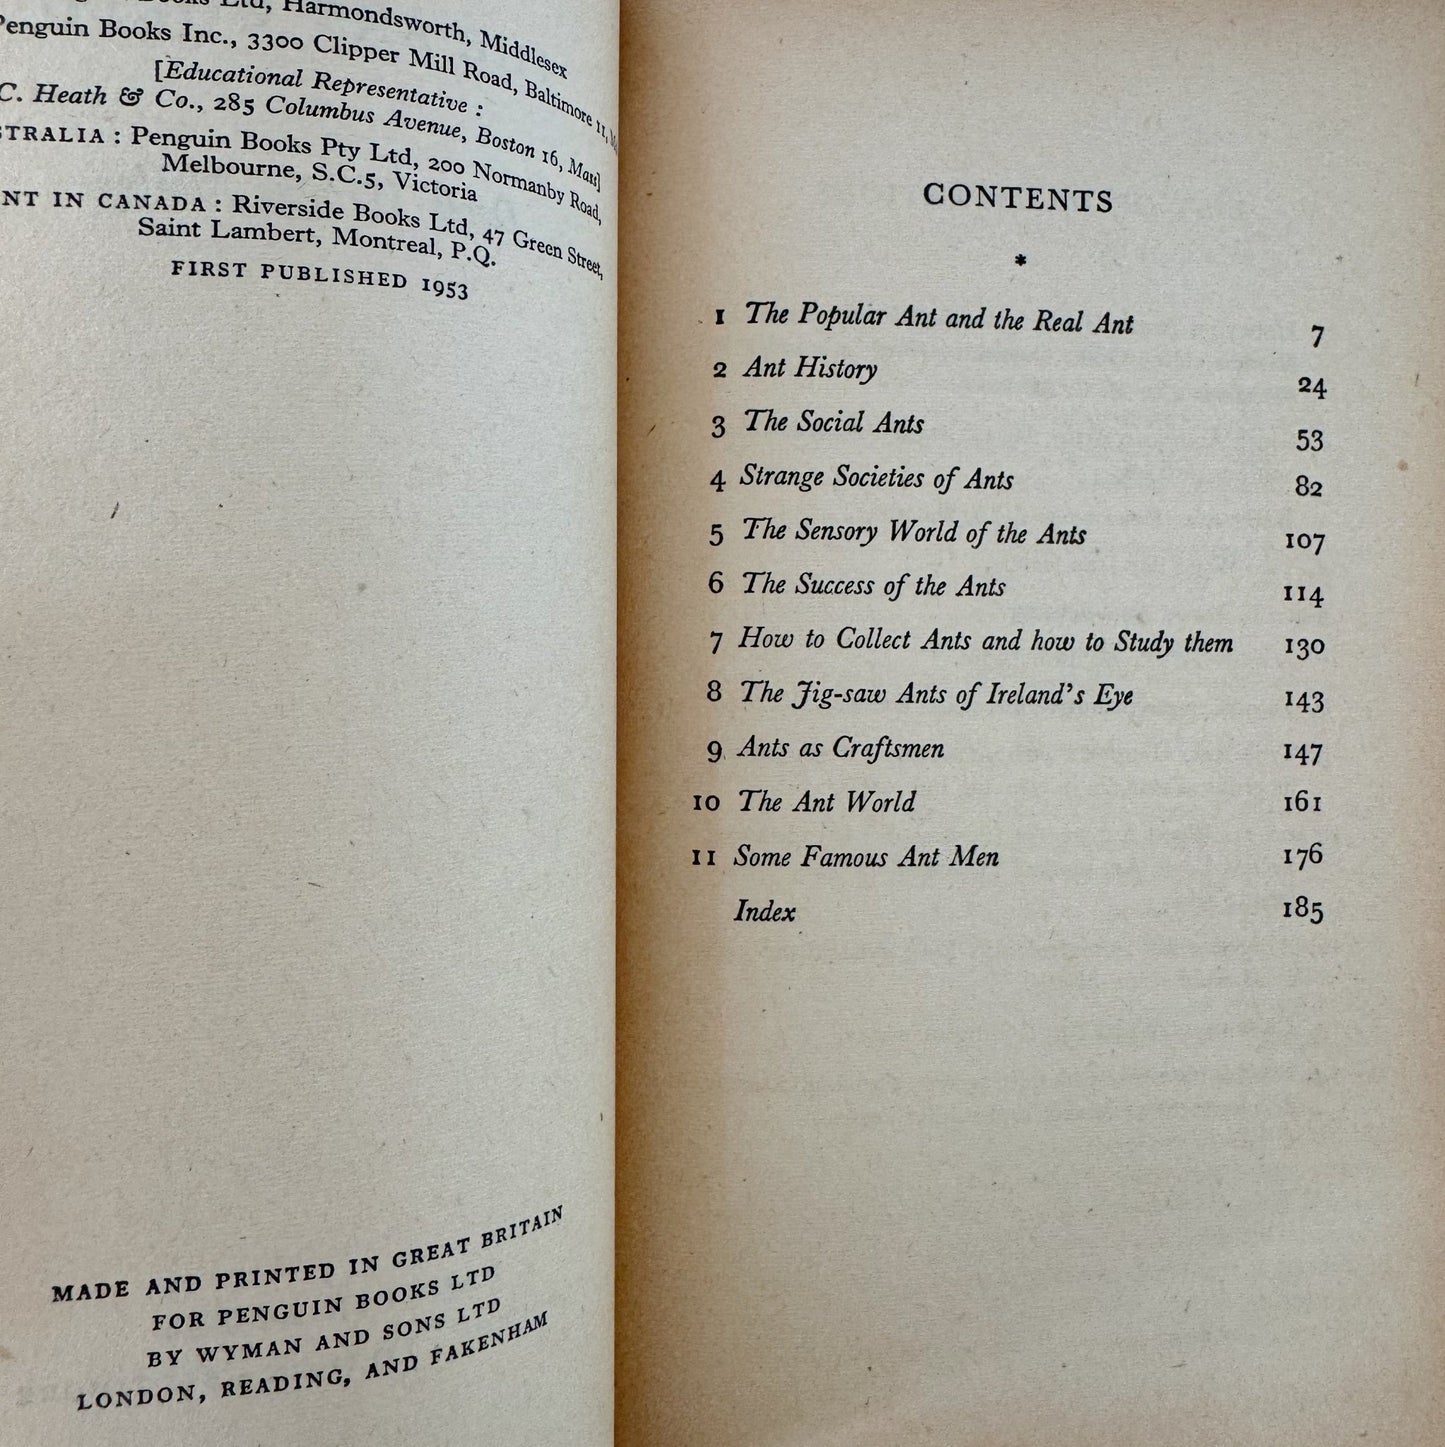 Books Ltd, Harmondsworth, Middlesex
Penguin Books Inc., 3300 Clipper Mill Road, Baltimore 11,
[Educational Representative :
C. Heath & Co., 285 Columbus Avenue, Boston 16, Mass]
STRALIA : Penguin Books Pty Ltd, 200 Normanby Road,
Melbourne, S.C.5, Victoria
NT IN CANADA : Riverside Books Ltd, 47 Green Street,
Saint Lambert, Montreal, P.Q.
FIRST PUBLISHED 1953
MADE AND PRINTED IN GREAT BRITAIN
FOR PENGUIN BOOKS LTD
BY WYMAN AND SONS LTD
LONDON, READING, AND FAKENHAM
CONTENTS
*
1 The Popular Ant and the Real Ant 7
2 Ant History 24
3 The Social Ants 53
4 Strange Societies of Ants 82
5 The Sensory World of the Ants 107
6 The Success of the Ants 114
7 How to Collect Ants and how to Study them 130
8 The Jig-saw Ants of Ireland's Eye 143
9 Ants as Craftsmen 147
10 The Ant World 161
11 Some Famous Ant Men 176
Index 185